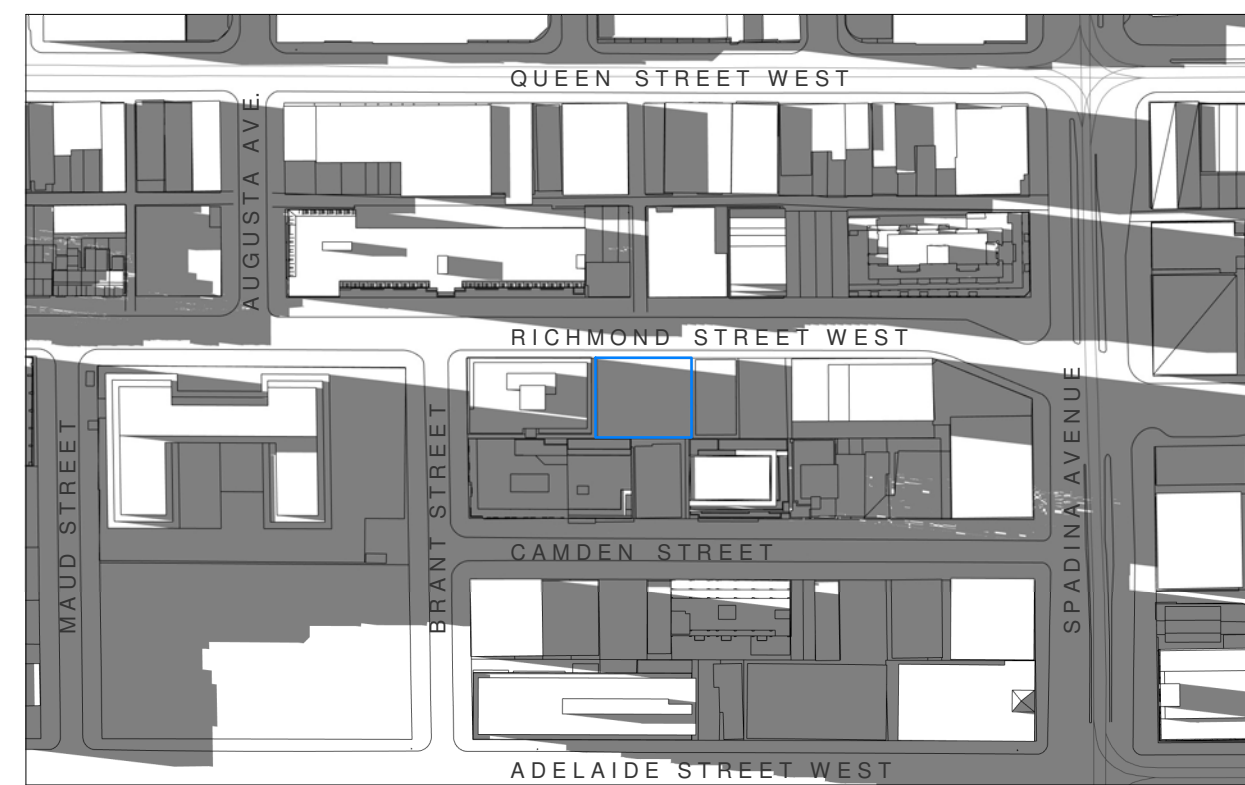 QUEEN STREET WEST
AUGUSTA AVE.
RICHMOND STREET WEST
MAUD STREET
BRANT STREET
SPADINA AVENUE
CAMDEN STREET
ADELAIDE STREET WEST